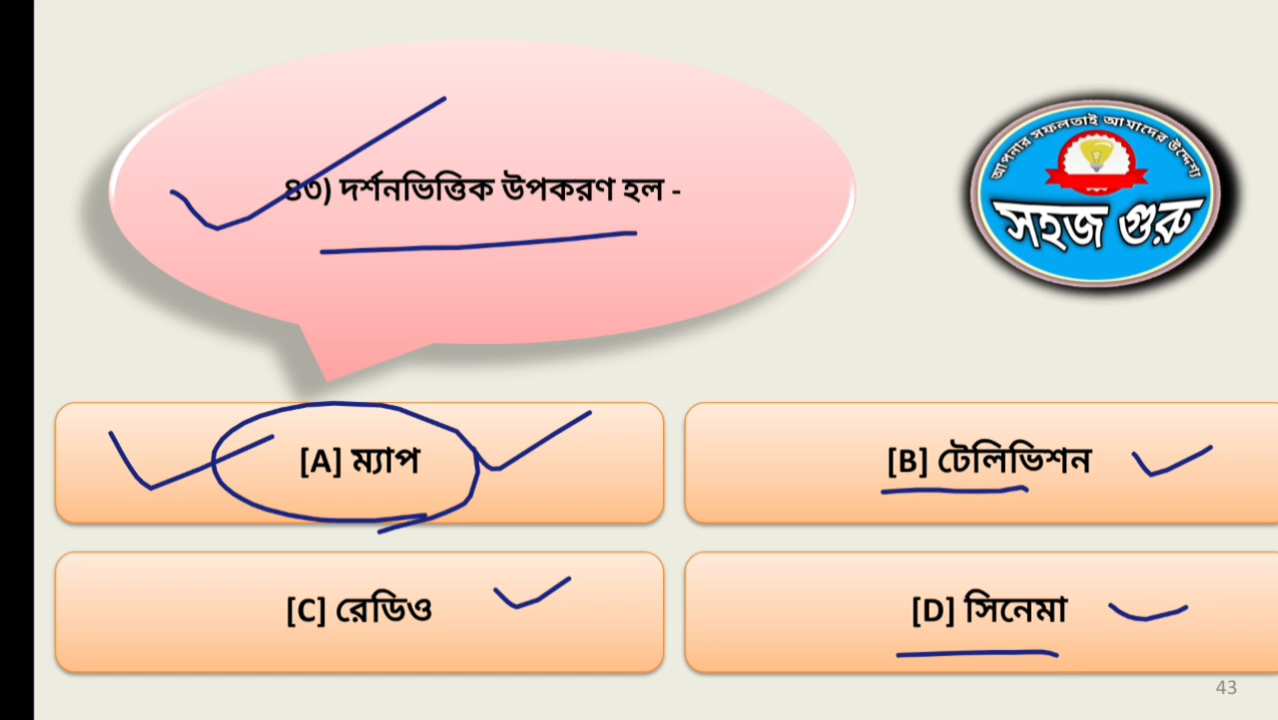 ৪৩) দর্শনভিত্তিক উপকরণ হল -
আপনার সফলতাই আমাদের উদ্দেশ্য
সহজ গুরু
[A] ম্যাপ
[B] টেলিভিশন
[C] রেডিও
[D] সিনেমা
43